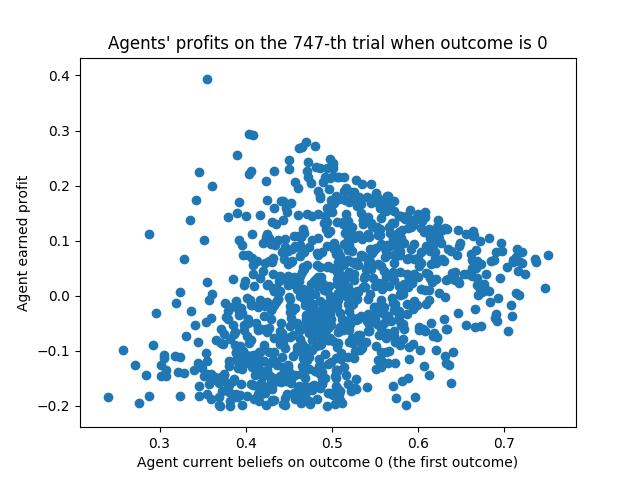 Agents' profits on the 747-th trial when outcome is 0
0.4
0.3
0.2
0.1
0.0
−0.1
−0.2
Agent earned profit
0.3 0.4 0.5 0.6 0.7
Agent current beliefs on outcome 0 (the first outcome)